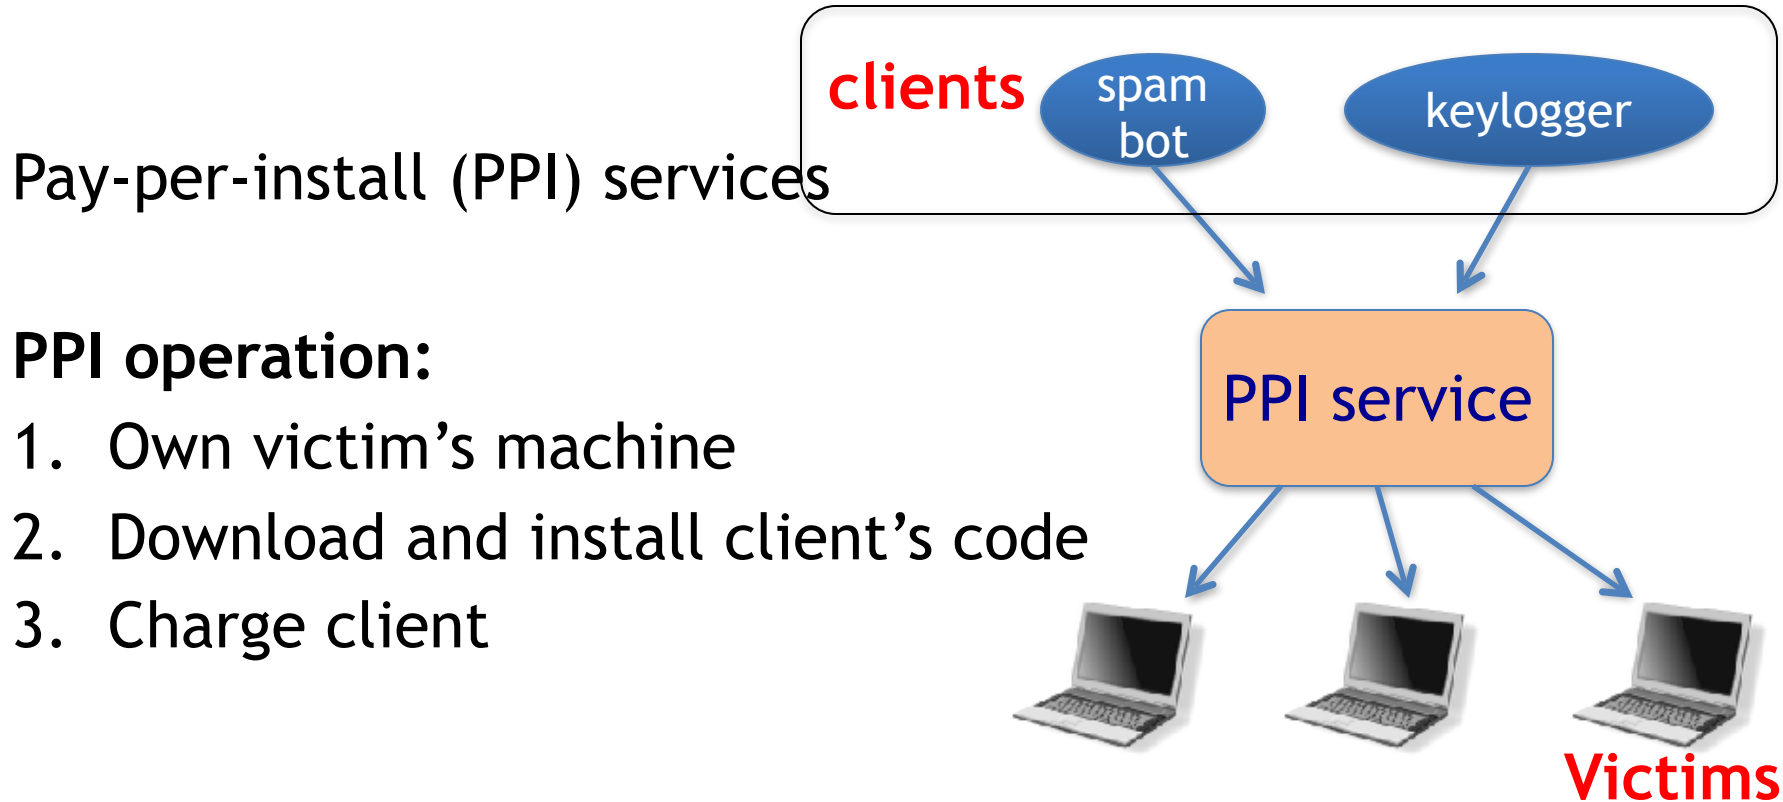 clients
spam
bot
keylogger
Pay-per-install (PPI) services
PPI operation:
1. Own victim’s machine
2. Download and install client’s code
3. Charge client
PPI service
Victims